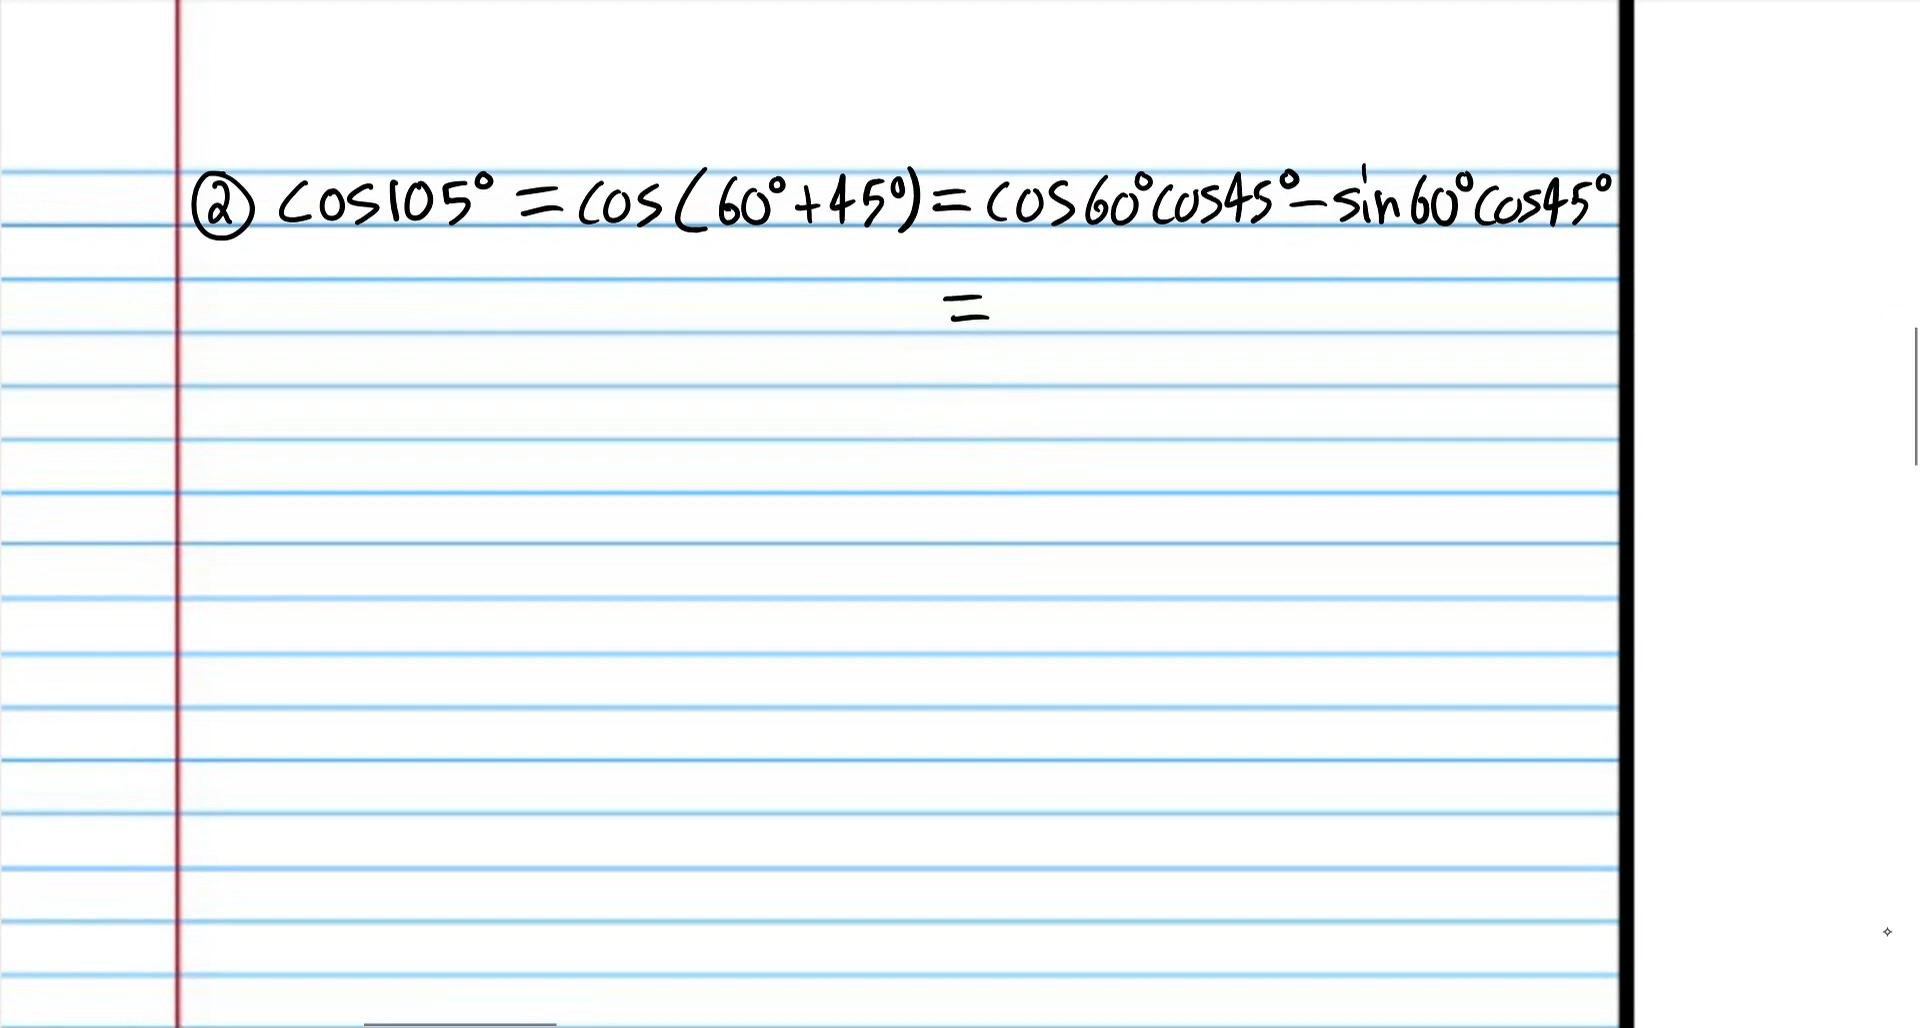 ② cos105° = cos(60°+45°) = cos60°cos45° - sin60°cos45°
=